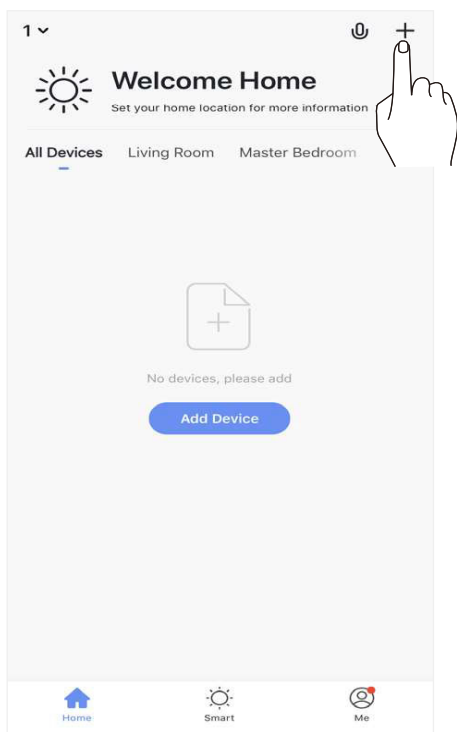 1
Welcome Home
Set your home location for more information
All Devices Living Room Master Bedroom
No devices, please add
Add Device
Home Smart Me